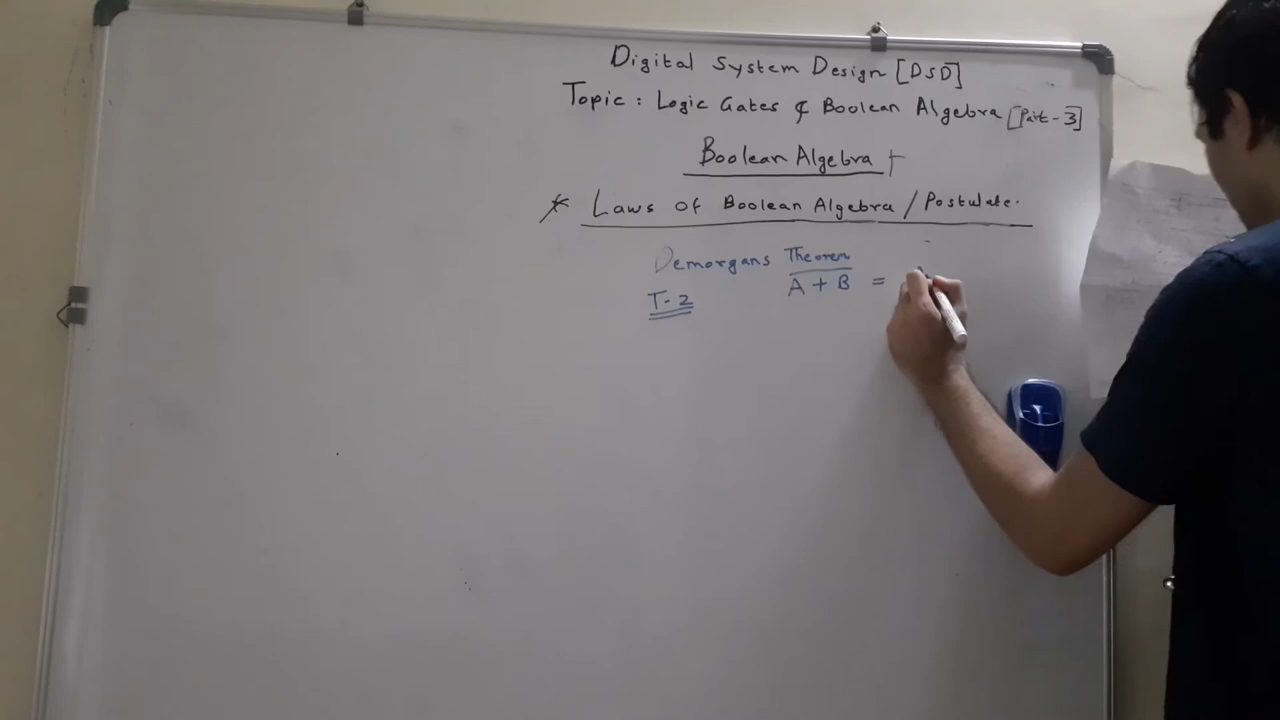 Digital System Design [DSD]
Topic : Logic Gates & Boolean Algebra [Part-3]
Boolean Algebra
* Laws of Boolean Algebra / Postulate.
Demorgans Theorem
T-2 A̅ ̅+̅ ̅B̅ =